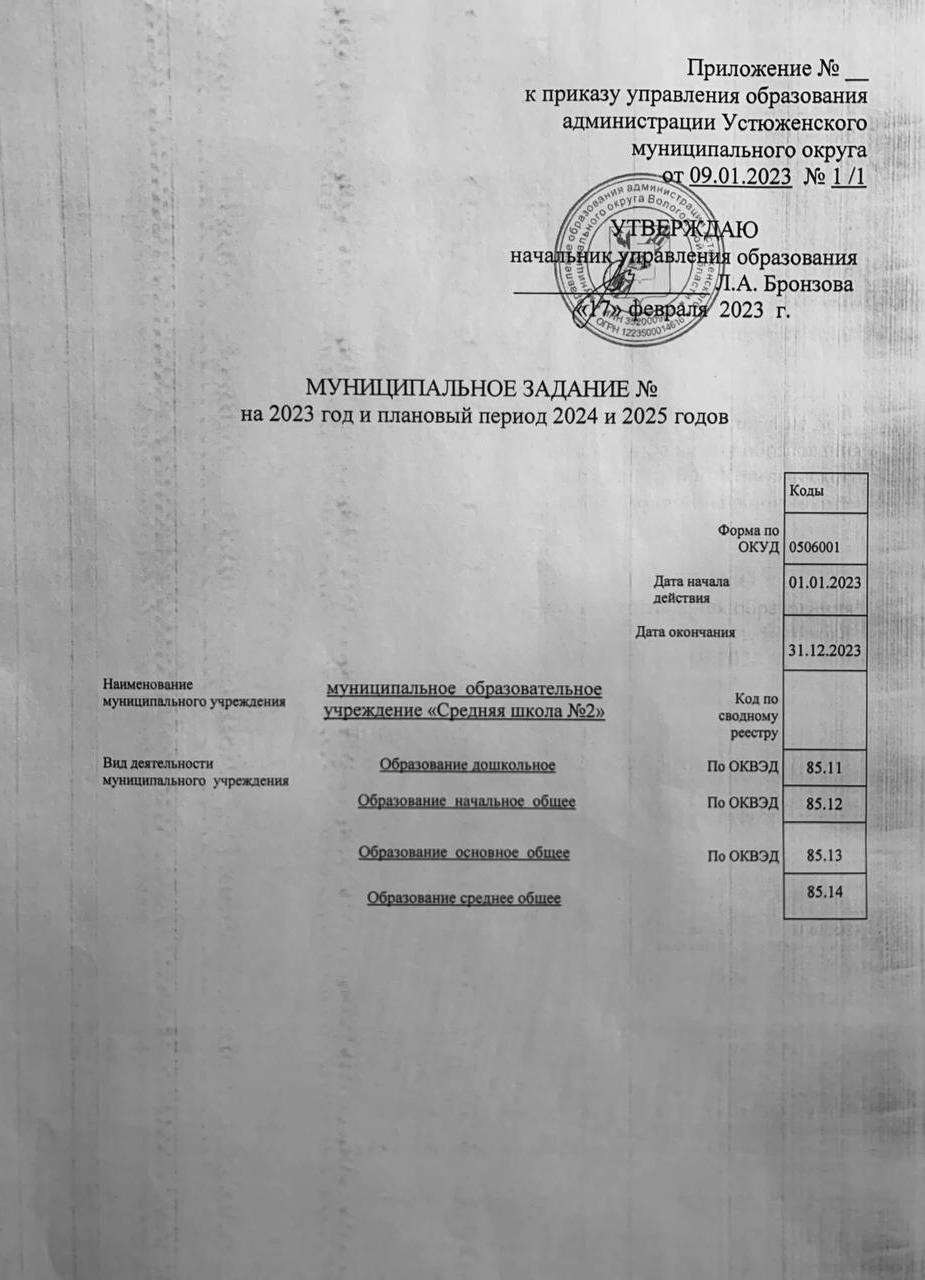 Приложение № __
к приказу управления образования
администрации Устюженского
муниципального округа
от 09.01.2023 № 1 /1
УТВЕРЖДАЮ
начальник управления образования
Л.А. Бронзова
«17» февраля 2023 г.
ОГРН 1223500014616
МУНИЦИПАЛЬНОЕ ЗАДАНИЕ №
на 2023 год и плановый период 2024 и 2025 годов
Коды
Форма по
ОКУД 0506001
Дата начала 01.01.2023
действия
Дата окончания
31.12.2023
Наименование
муниципального учреждения
муниципальное образовательное
учреждение «Средняя школа №2»
Код по
сводному
реестру
Вид деятельности
муниципального учреждения
Образование дошкольное По ОКВЭД 85.11
Образование начальное общее По ОКВЭД 85.12
Образование основное общее По ОКВЭД 85.13
Образование среднее общее 85.14